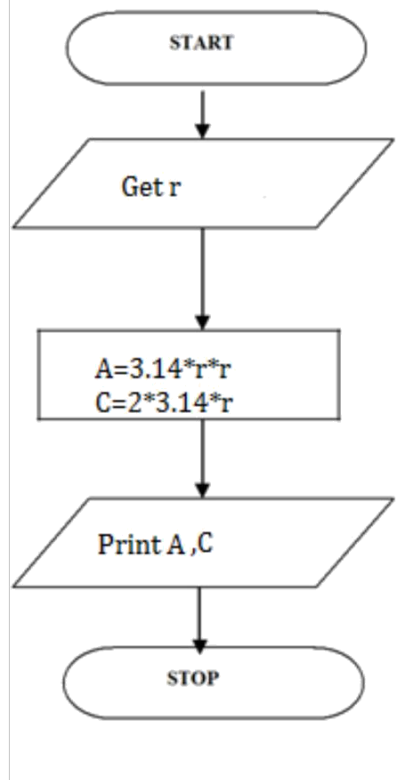 START
Get r
A=3.14*r*r
C=2*3.14*r
Print A ,C
STOP